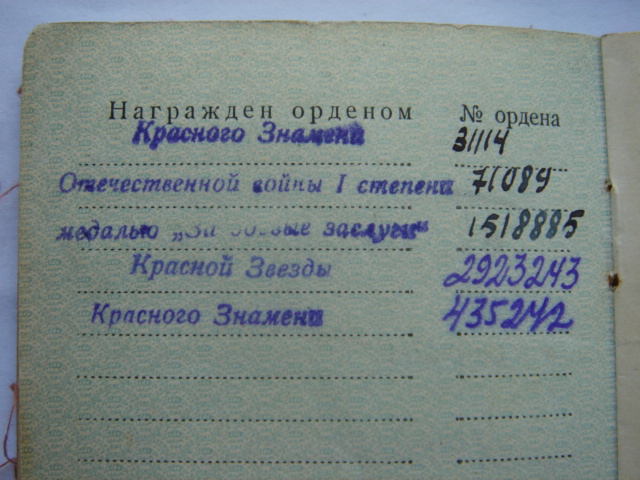 Награжден орденом № ордена
Красного Знамени 31114
Отечественной войны I степени 71089
медалью „За боевые заслуги" 1518885
Красной Звезды 2923243
Красного Знамени 435242